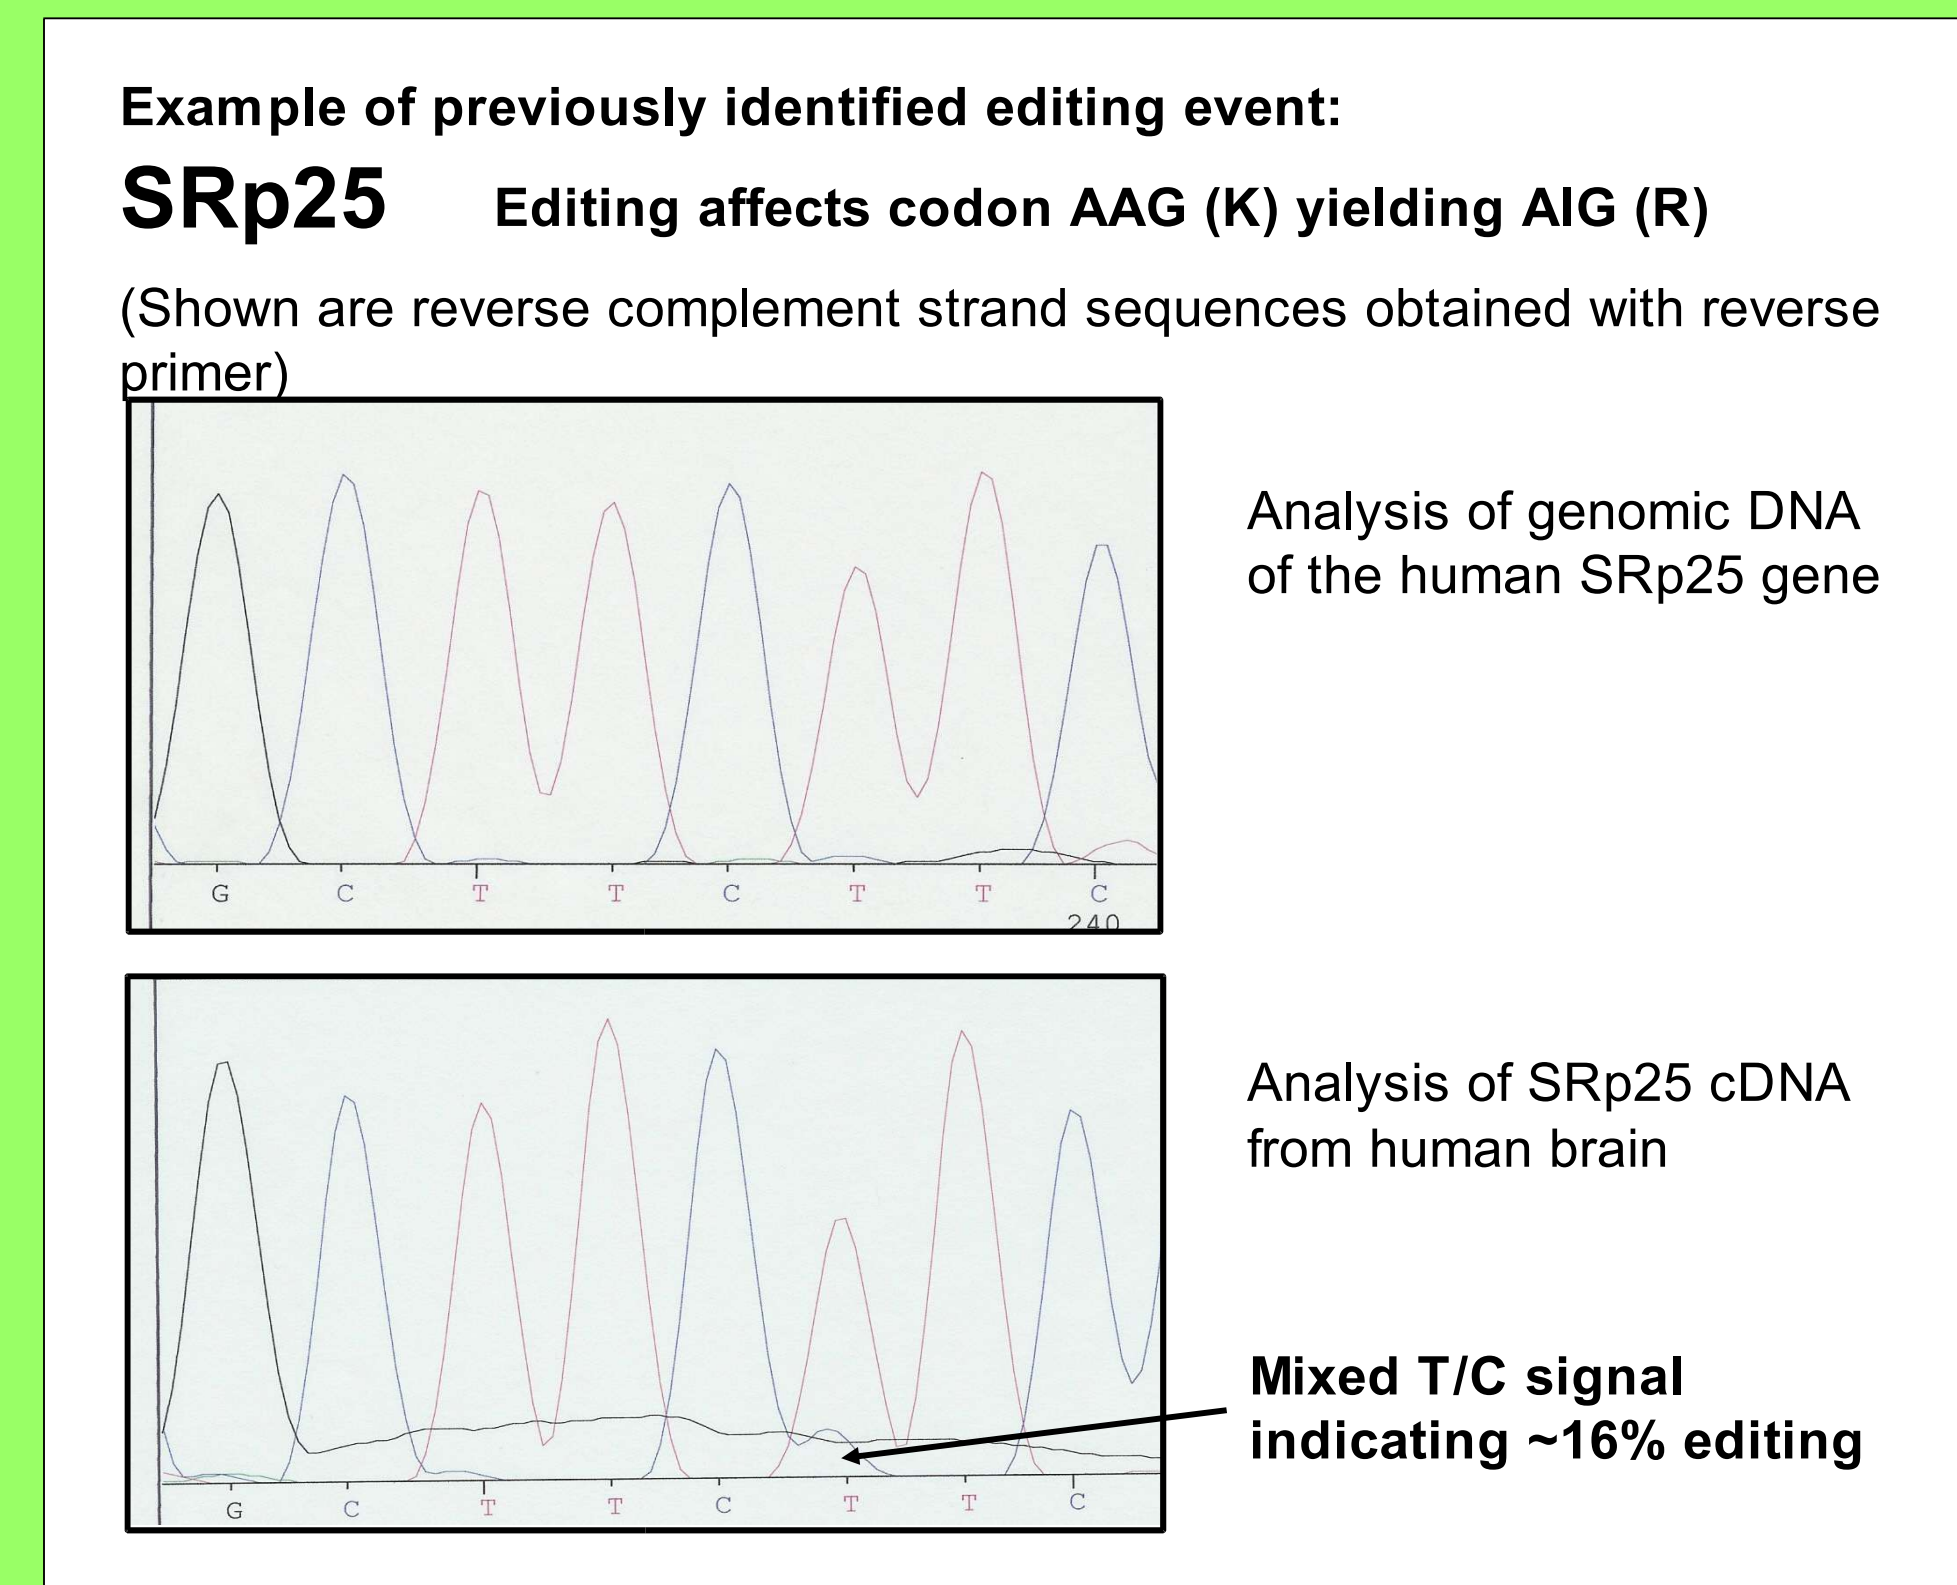 Example of previously identified editing event:
SRp25 Editing affects codon AAG (K) yielding AIG (R)
(Shown are reverse complement strand sequences obtained with reverse
primer)
Analysis of genomic DNA
of the human SRp25 gene
G C T T C T T C
240
Analysis of SRp25 cDNA
from human brain
Mixed T/C signal
indicating ~16% editing
G C T T C T T C